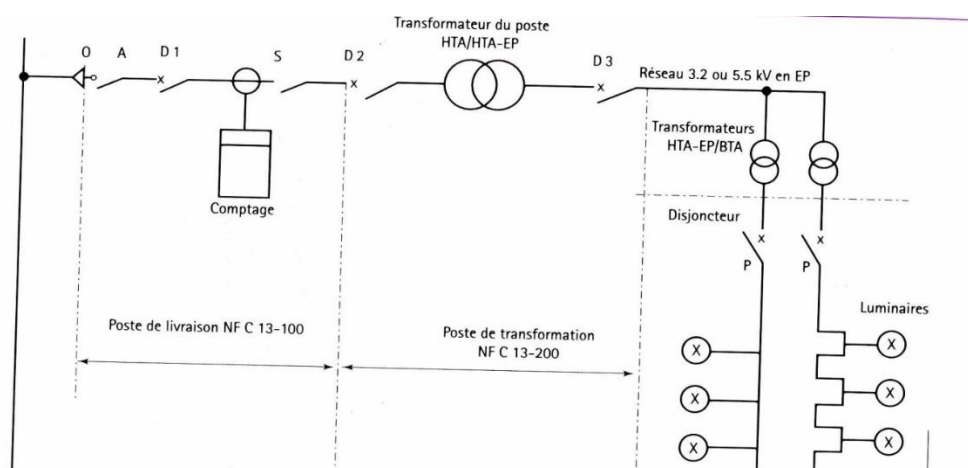 Transformateur du poste
HTA/HTA-EP
O A D 1 S D 2 D 3
Réseau 3.2 ou 5.5 kV en EP
Transformateurs
HTA-EP/BTA
Comptage
Disjoncteur
P P
Luminaires
Poste de livraison NF C 13-100
Poste de transformation
NF C 13-200